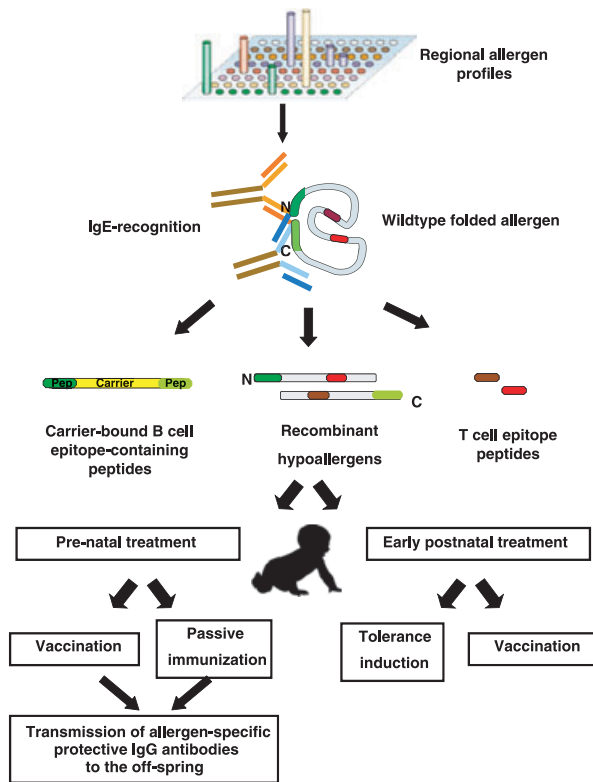 Regional allergen
profiles
IgE-recognition
N
C
Wildtype folded allergen
Pep Carrier Pep
Carrier-bound B cell
epitope-containing
peptides
N
C
Recombinant
hypoallergens
T cell epitope
peptides
Pre-natal treatment
Early postnatal treatment
Vaccination
Passive
immunization
Tolerance
induction
Vaccination
Transmission of allergen-specific
protective IgG antibodies
to the off-spring